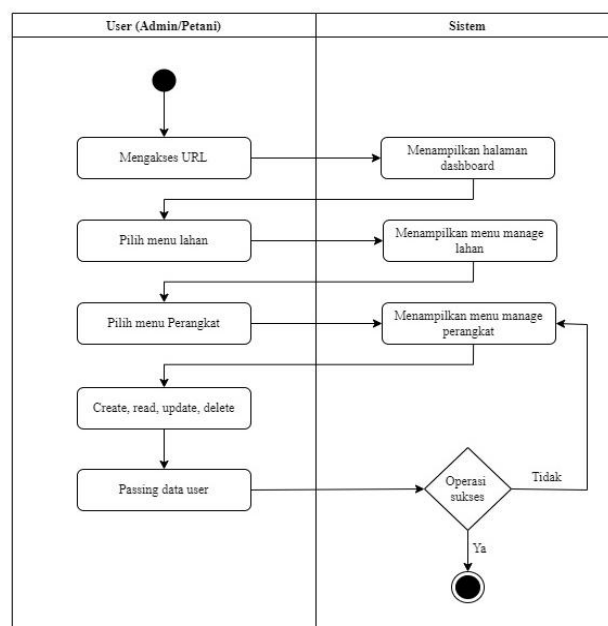 User (Admin/Petani)
Sistem
Mengakses URL
Menampilkan halaman
dashboard
Pilih menu lahan
Menampilkan menu manage
lahan
Pilih menu Perangkat
Menampilkan menu manage
perangkat
Create, read, update, delete
Passing data user
Operasi
sukses
Tidak
Ya